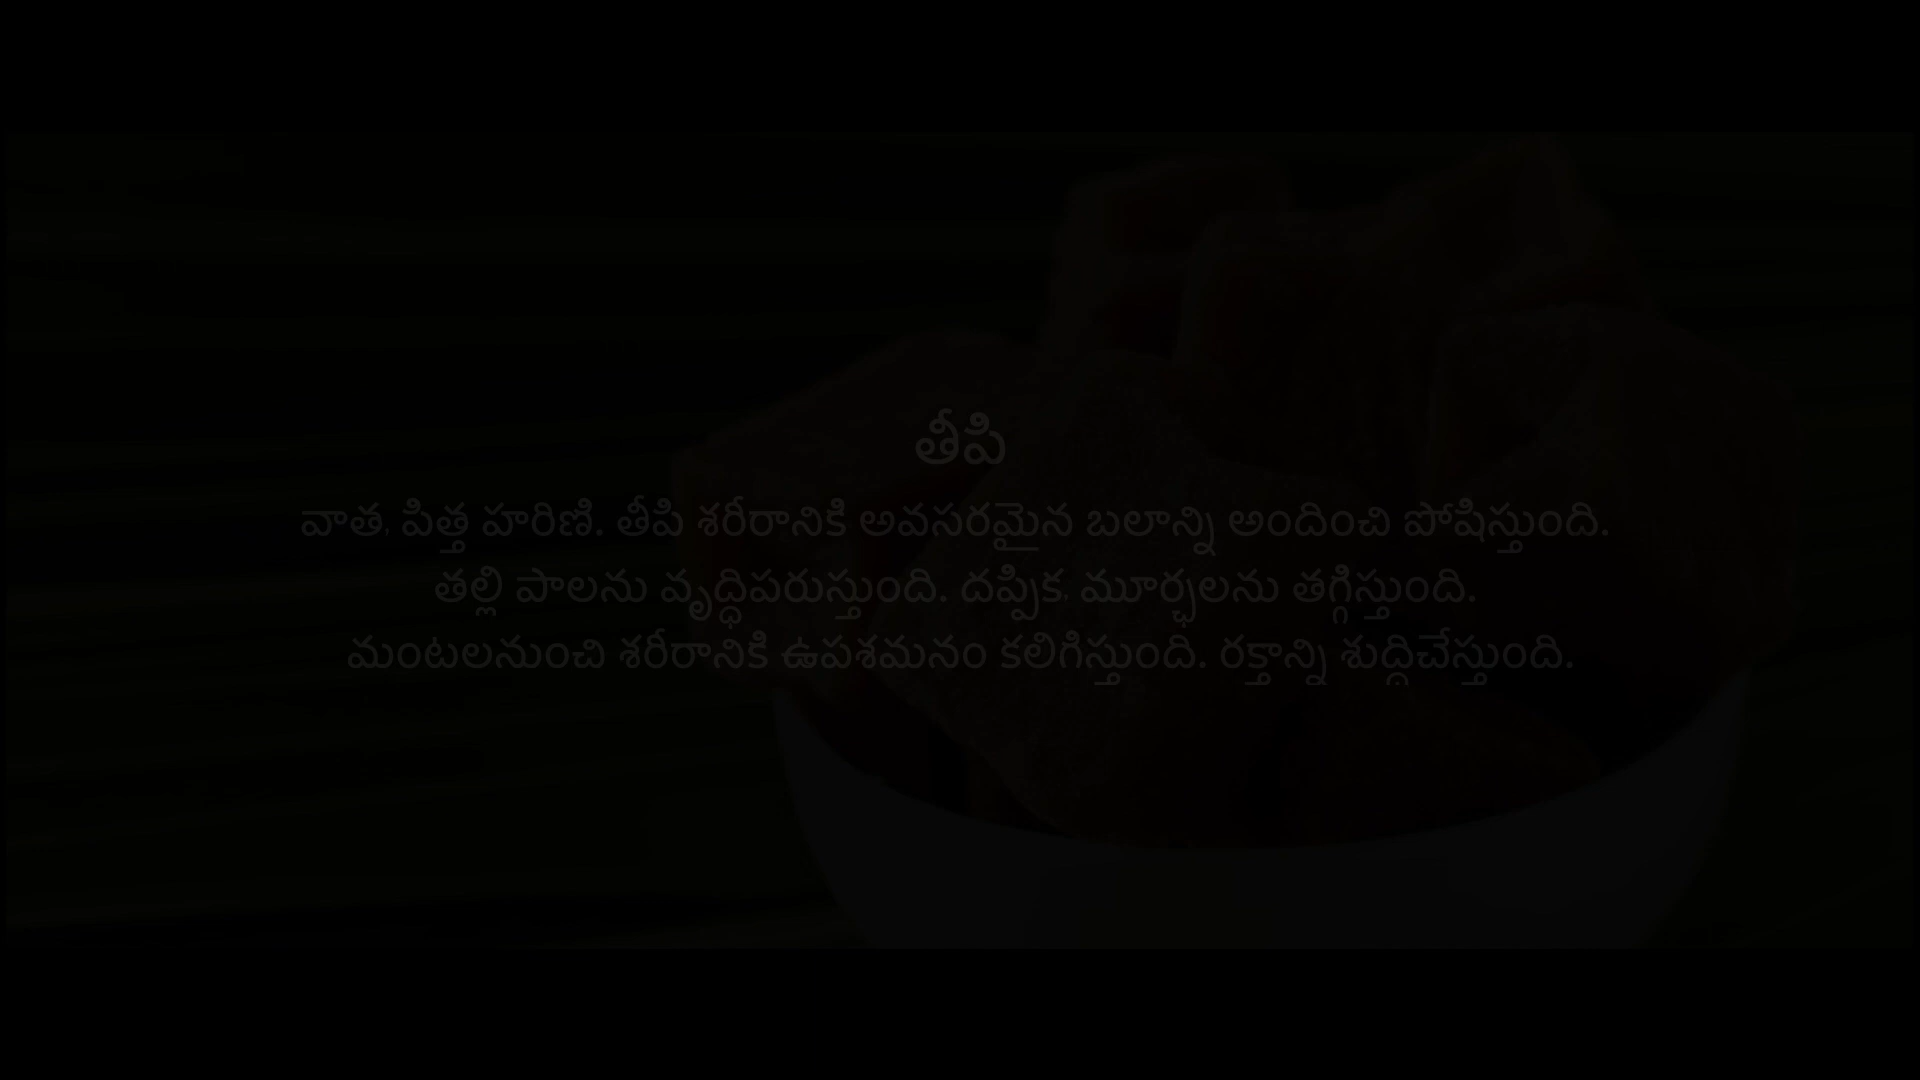 తీపి
వాత, పిత్త హరిణి. తీపి శరీరానికి అవసరమైన బలాన్ని అందించి పోషిస్తుంది.
తల్లి పాలను వృద్ధిపరుస్తుంది. దప్పిక, మూర్ఛలను తగ్గిస్తుంది.
మంటలనుంచి శరీరానికి ఉపశమనం కలిగిస్తుంది. రక్తాన్ని శుద్ధిచేస్తుంది.